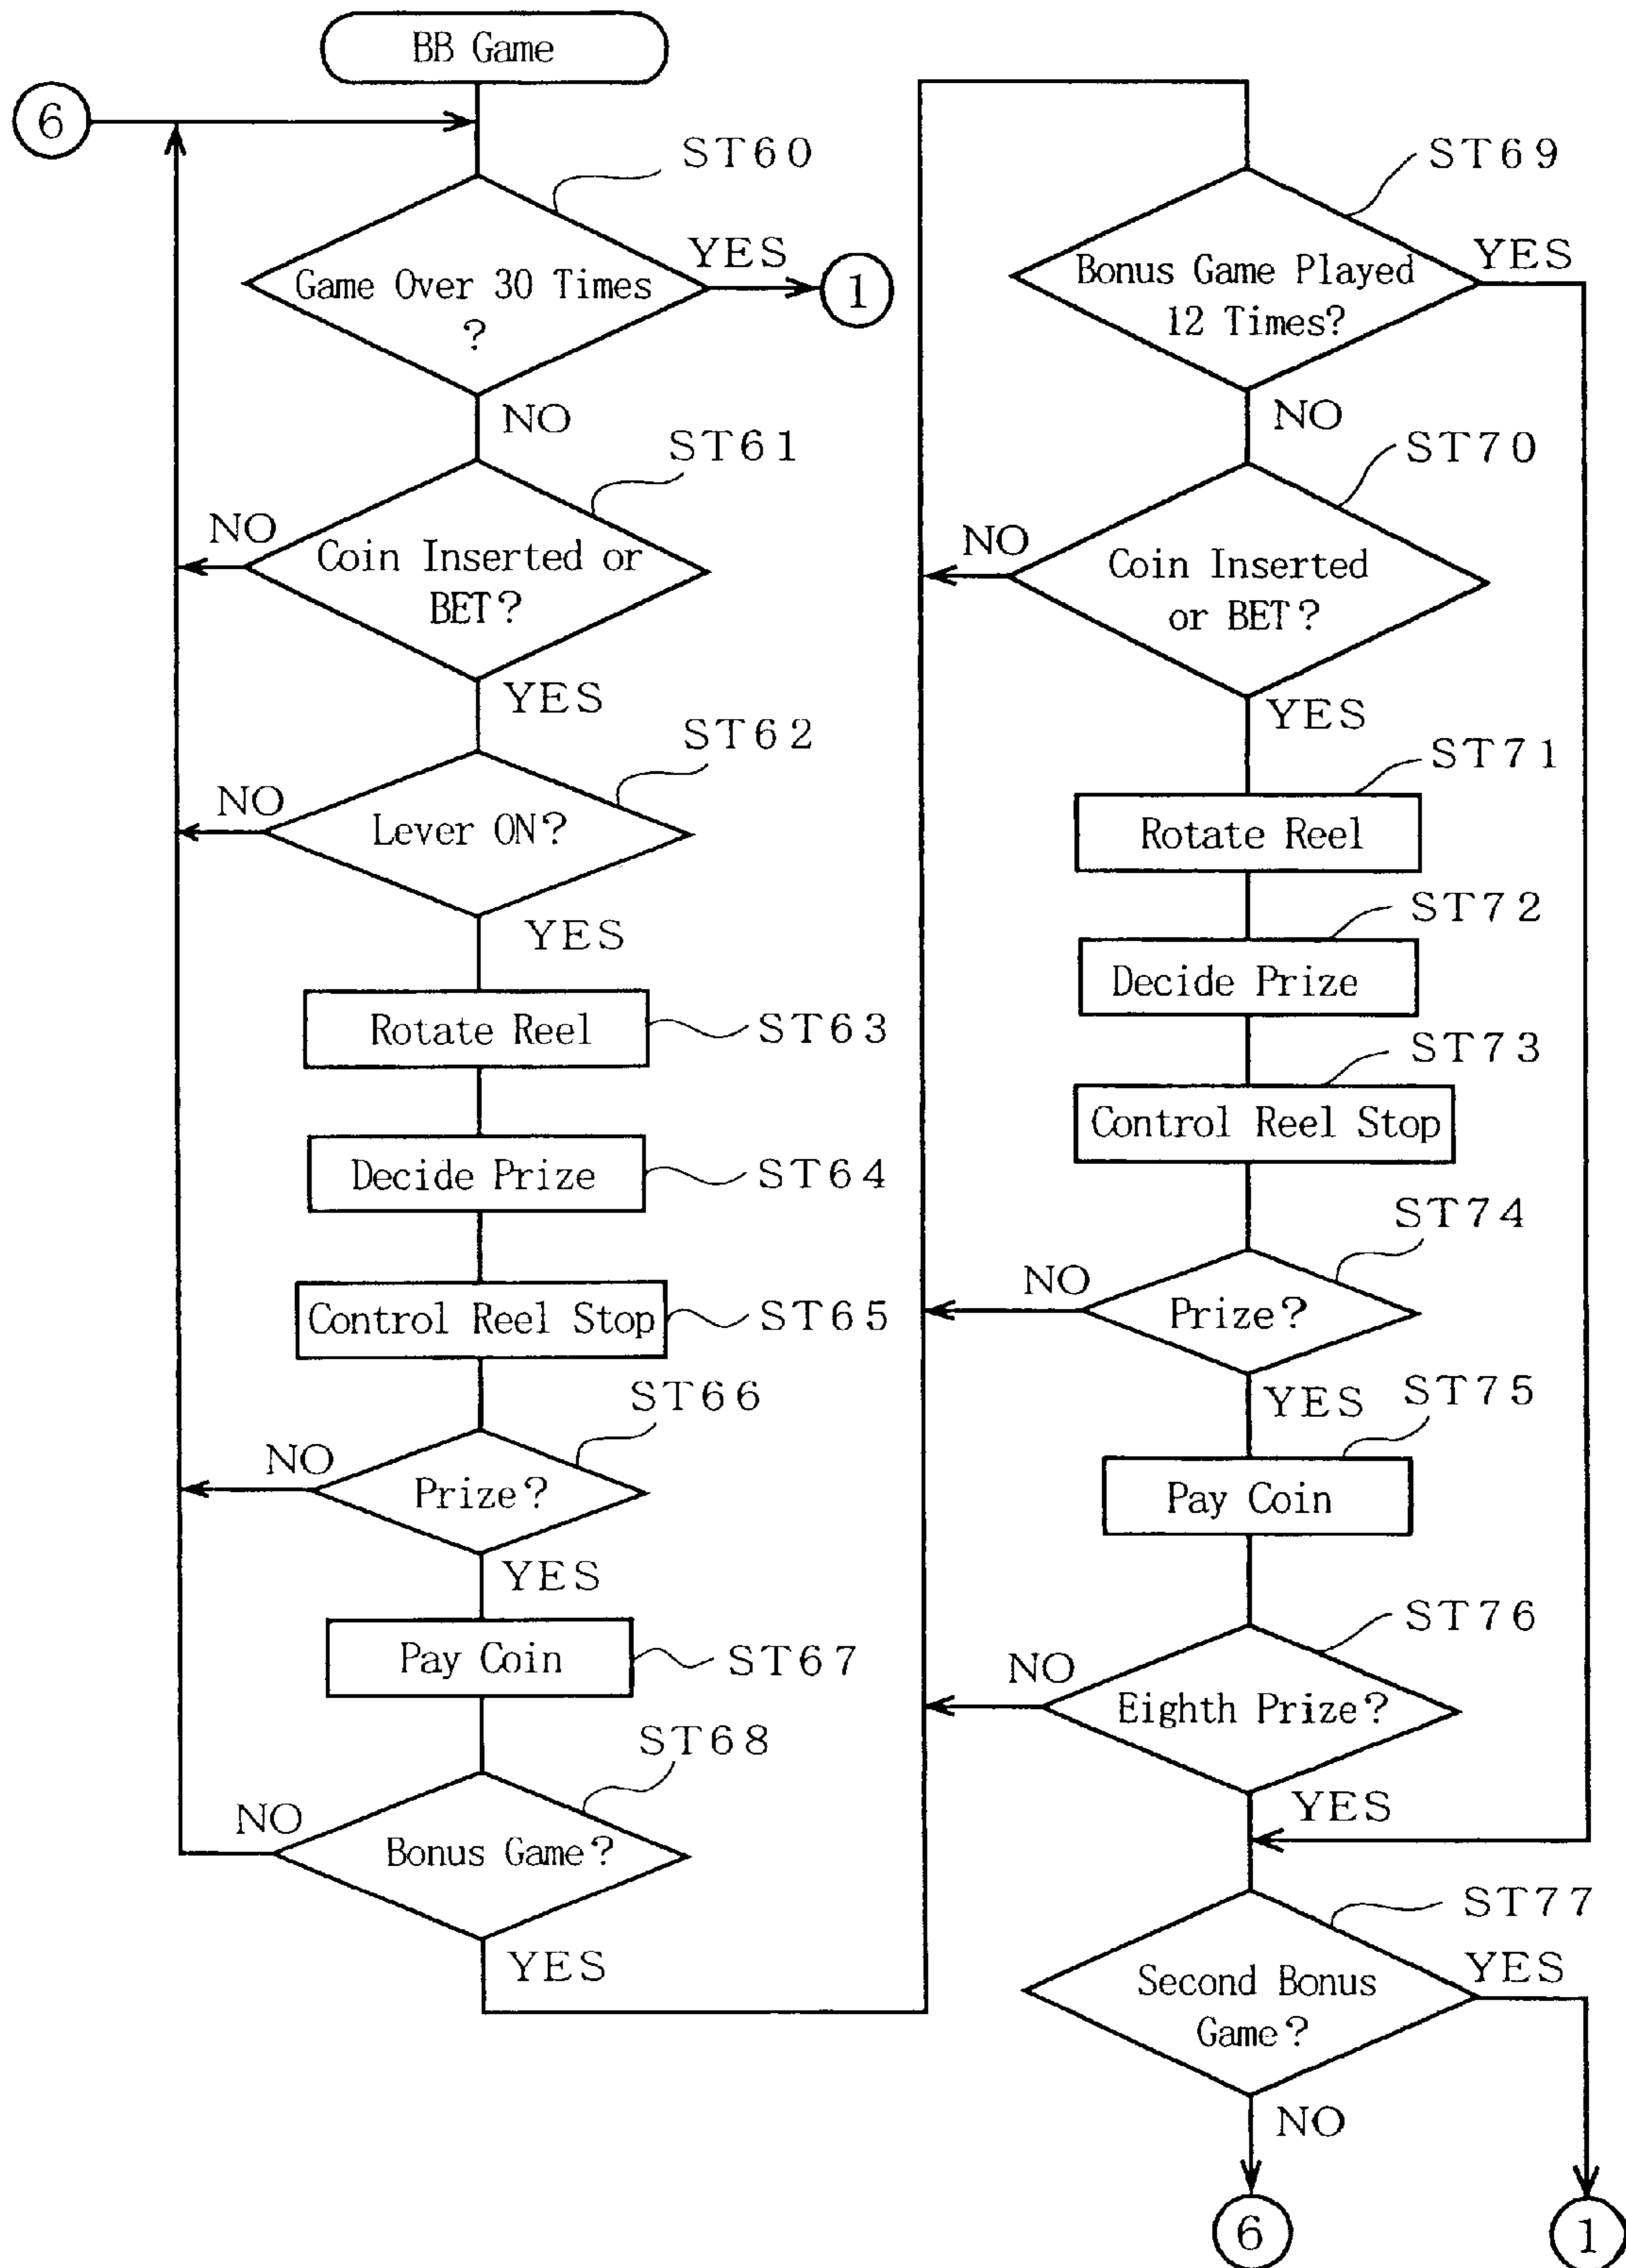 BB Game
6
ST60
Game Over 30 Times
?
YES
1
NO
ST61
NO
Coin Inserted or
BET?
YES
ST62
NO
Lever ON?
YES
Rotate Reel
ST63
Decide Prize
ST64
Control Reel Stop
ST65
ST66
NO
Prize?
YES
Pay Coin
ST67
ST68
NO
Bonus Game?
YES
ST69
Bonus Game Played
12 Times?
YES
NO
ST70
NO
Coin Inserted
or BET?
YES
ST71
Rotate Reel
ST72
Decide Prize
ST73
Control Reel Stop
ST74
NO
Prize?
YES
ST75
Pay Coin
ST76
NO
Eighth Prize?
YES
ST77
Second Bonus
Game?
YES
NO
6
1